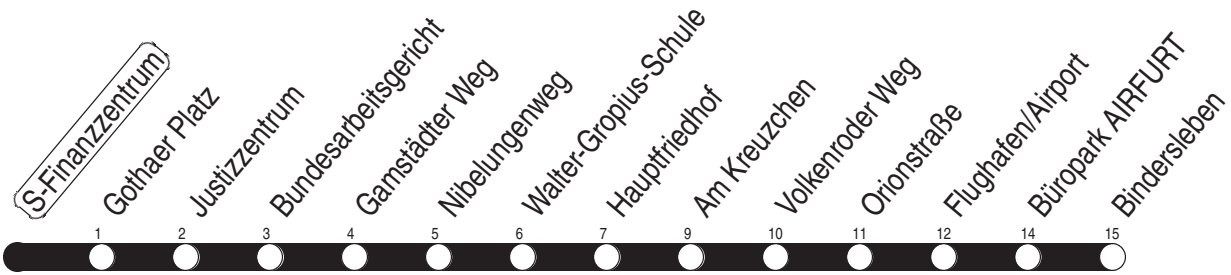 S-Finanzzentrum
Gothaer Platz
Justizzentrum
Bundesarbeitsgericht
Gamstädter Weg
Nibelungenweg
Walter-Gropius-Schule
Hauptfriedhof
Am Kreuzchen
Volkenroder Weg
Orionstraße
Flughafen/Airport
Büropark AIRFURT
Bindersleben
1 2 3 4 5 6 7 9 10 11 12 14 15